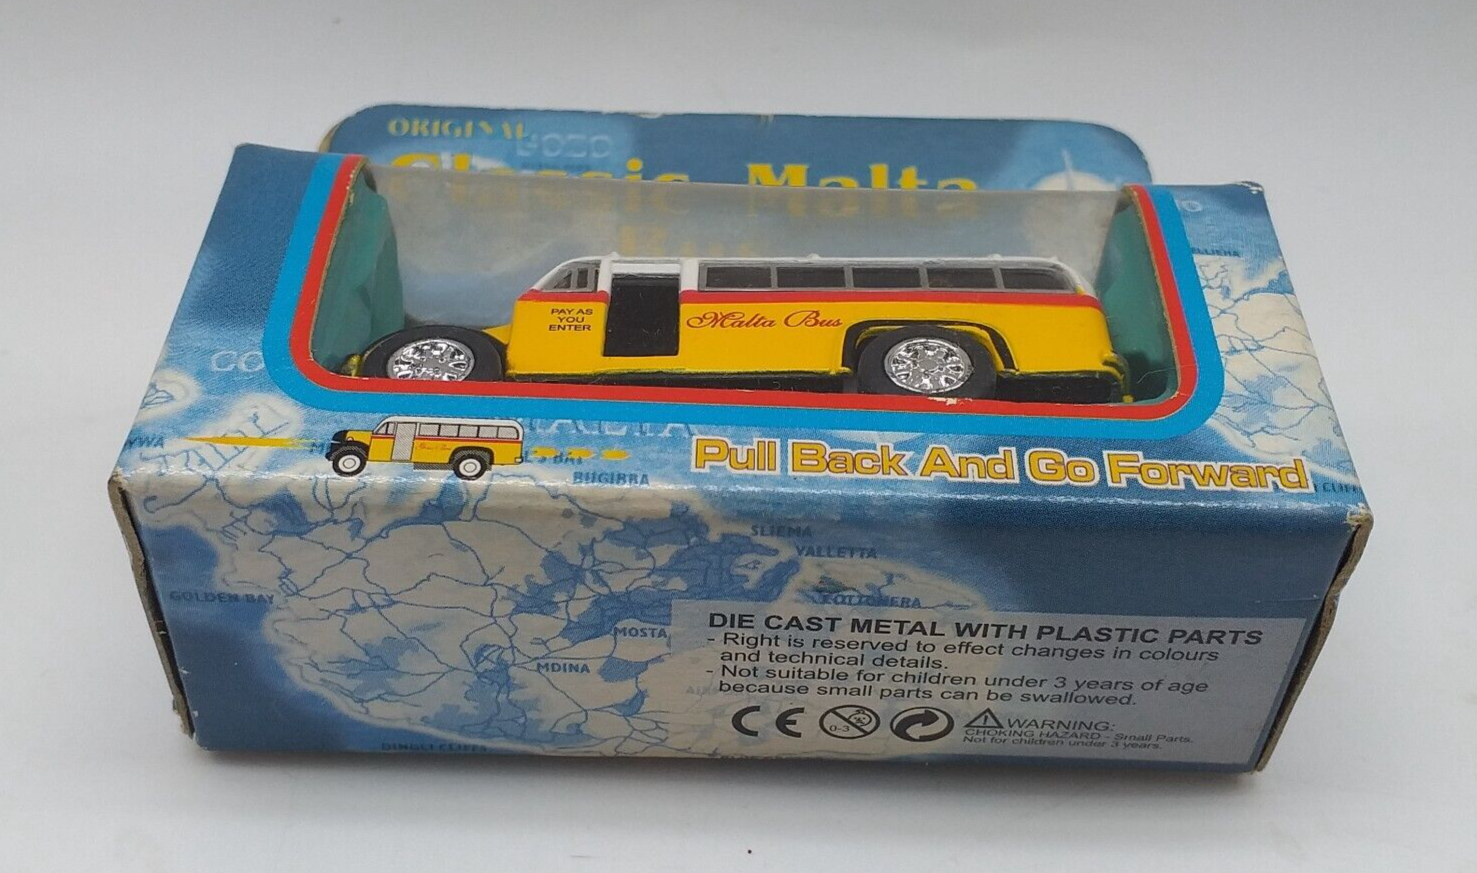 ORIGINAL
GOZO
Classic Malta
Bus
PAY AS
YOU
ENTER
Malta Bus
Pull Back And Go Forward
BUGIBBA
SLIEMA
VALLETTA
COTTONERA
GOLDEN BAY
MOSTA
MDINA
DINGLI CLIFFS
DIE CAST METAL WITH PLASTIC PARTS
- Right is reserved to effect changes in colours
and technical details.
- Not suitable for children under 3 years of age
because small parts can be swallowed.
CE
0-3
WARNING:
CHOKING HAZARD - Small Parts.
Not for children under 3 years.